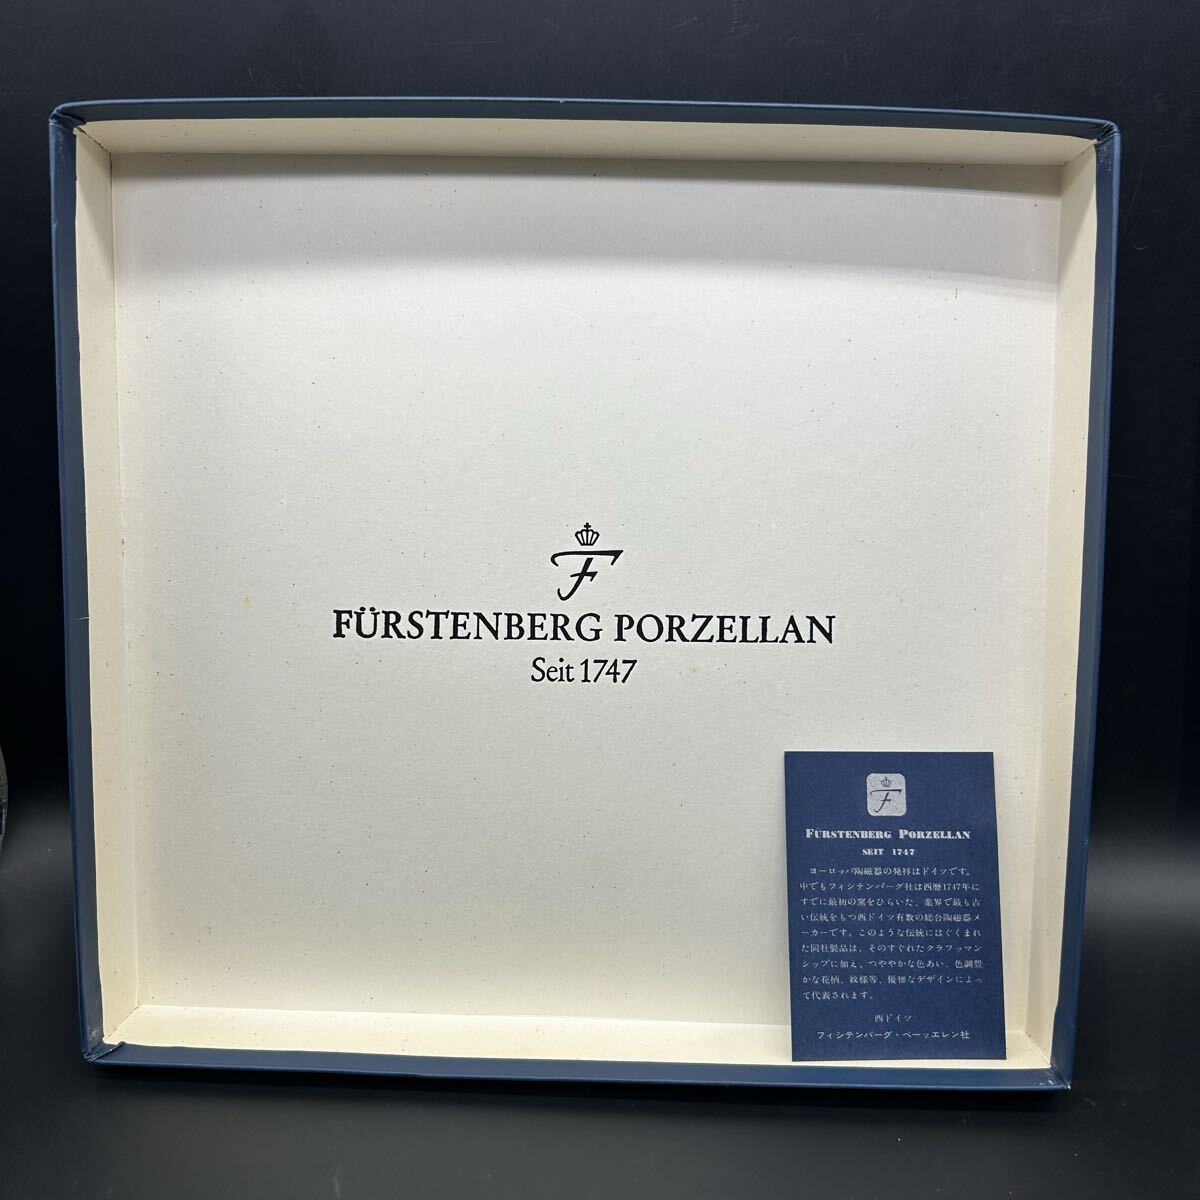 F
FÜRSTENBERG PORZELLAN
Seit 1747
F
FÜRSTENBERG PORZELLAN
SEIT 1747
ヨーロッパ陶磁器の発祥はドイツです。
中でもフィシテンバーグ社は西暦1747年に
すでに最初の窯をひらいた、業界で最も古
い伝統をもつ西ドイツ有数の総合陶磁器メ
ーカーです。このような伝統にはぐくまれ
た同社製品は、そのすぐれたクラフツマン
シップに加え、つややかな色あい、色調豊
かな花柄、紋様等、優雅なデザインによっ
て代表されます。
西ドイツ
フィシテンバーグ・ペーッエレン社